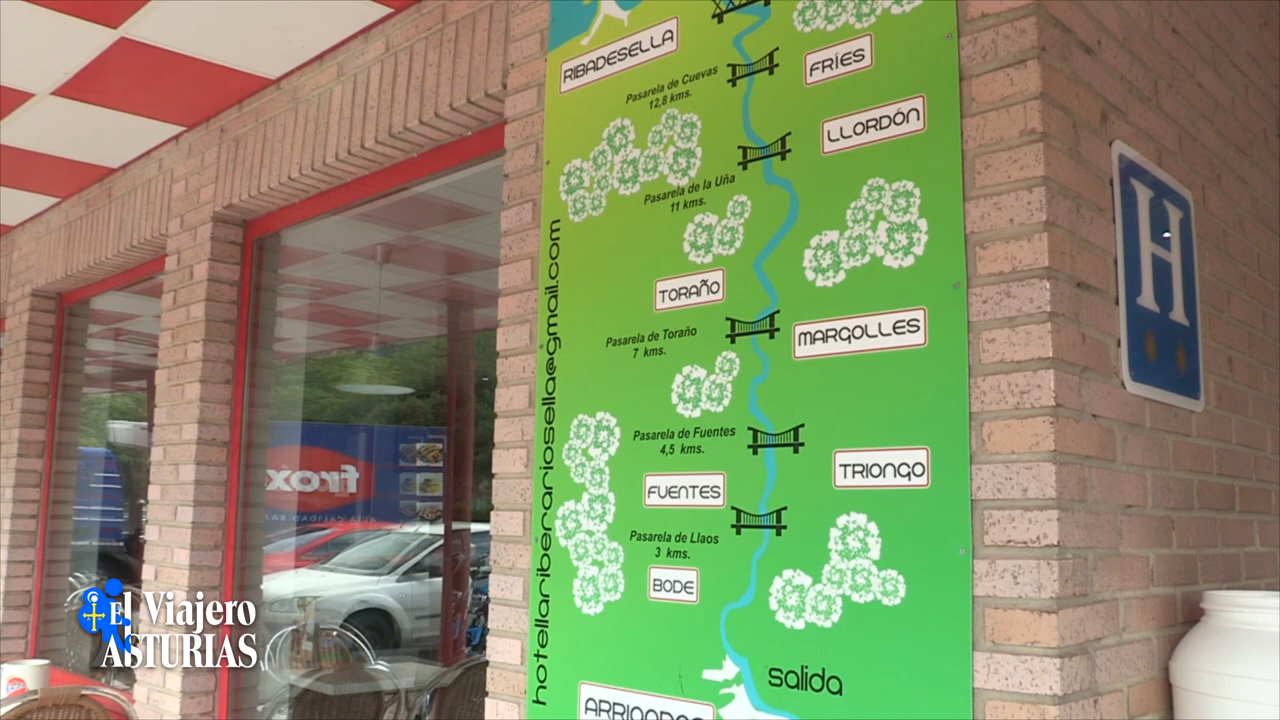 RIBADESELLA
FRÍES
Pasarela de Cuevas
12,8 kms.
LLORDÓN
Pasarela de la Uña
11 kms.
TORAÑO
MARGOLLES
Pasarela de Toraño
7 kms.
Pasarela de Fuentes
4,5 kms.
TRIONGO
FUENTES
Pasarela de Llaos
3 kms.
BODE
salida
hotellariberariosella@gmail.com
H
frox
El Viajero
ASTURIAS